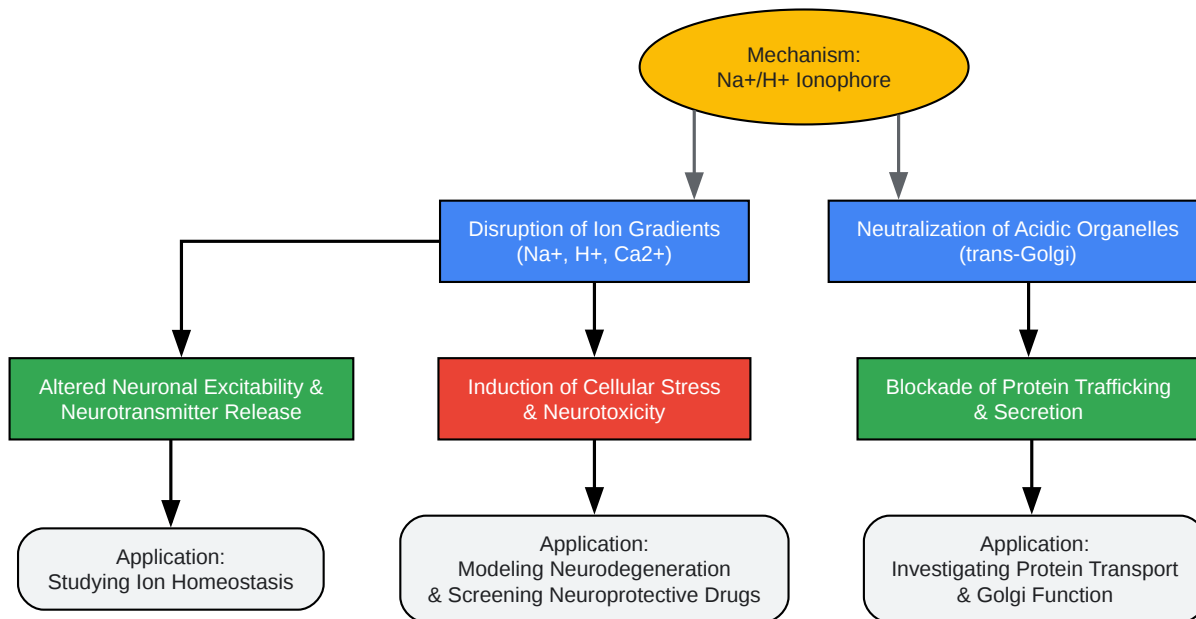 Mechanism:
Na+/H+ Ionophore
Disruption of Ion Gradients
(Na+, H+, Ca2+)
Neutralization of Acidic Organelles
(trans-Golgi)
Altered Neuronal Excitability &
Neurotransmitter Release
Induction of Cellular Stress
& Neurotoxicity
Blockade of Protein Trafficking
& Secretion
Application:
Studying Ion Homeostasis
Application:
Modeling Neurodegeneration
& Screening Neuroprotective Drugs
Application:
Investigating Protein Transport
& Golgi Function